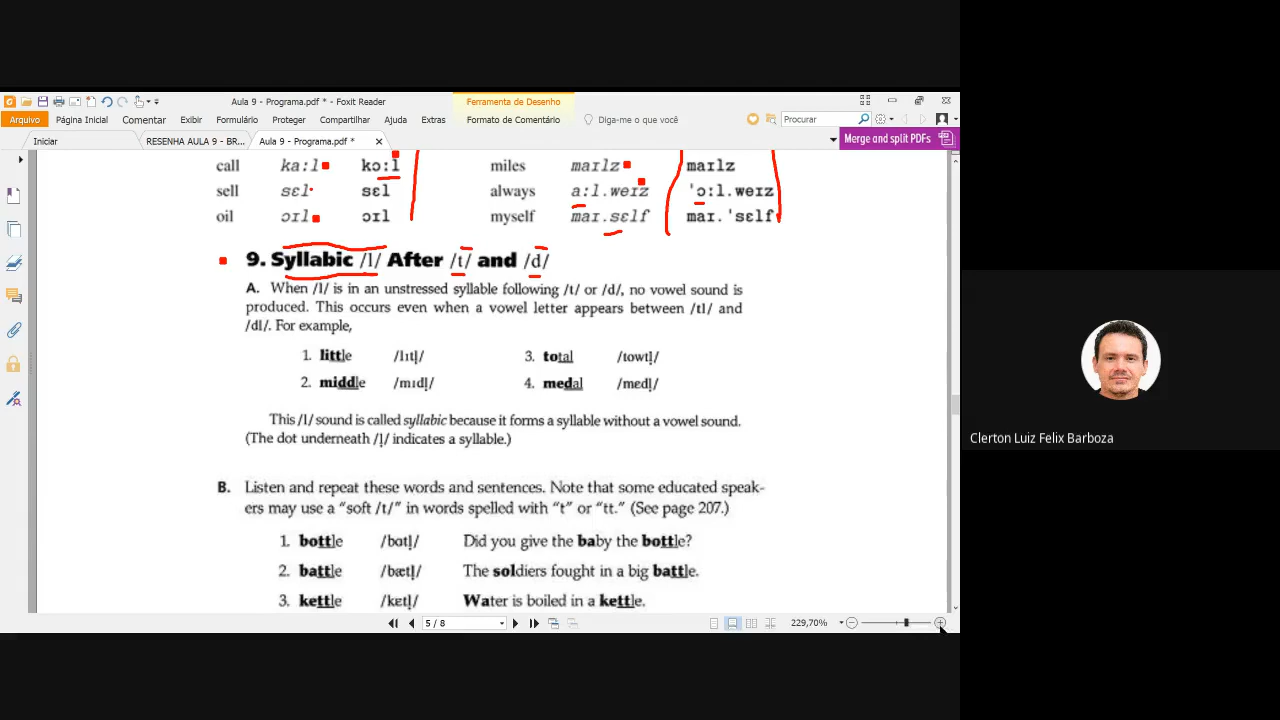 Aula 9 - Programa.pdf * - Foxit Reader
Ferramenta de Desenho
Arquivo Página Inicial Comentar Exibir Formulário Proteger Compartilhar Ajuda Extras Formato de Comentário Diga-me o que você Procurar
Iniciar RESENHA AULA 9 - BR... Aula 9 - Programa.pdf * Merge and split PDFs
call ka:l kɔ:l miles maɪlz maɪlz
sell sɛl sɛl always a:l.weɪz ˈɔ:l.weɪz
oil ɔɪl ɔɪl myself maɪ.sɛlf maɪ.ˈsɛlf
9. Syllabic /l/ After /t/ and /d/
A. When /l/ is in an unstressed syllable following /t/ or /d/, no vowel sound is
produced. This occurs even when a vowel letter appears between /tl/ and
/dl/. For example,
1. little /lɪtl̩/ 3. total /towtl̩/
2. middle /mɪdl̩/ 4. medal /mɛdl̩/
This /l/ sound is called syllabic because it forms a syllable without a vowel sound.
(The dot underneath /l̩/ indicates a syllable.)
B. Listen and repeat these words and sentences. Note that some educated speak-
ers may use a "soft /t/" in words spelled with "t" or "tt." (See page 207.)
1. bottle /bɑtl̩/ Did you give the baby the bottle?
2. battle /bætl̩/ The soldiers fought in a big battle.
3. kettle /kɛtl̩/ Water is boiled in a kettle.
5 / 8 229,70%
Clerton Luiz Felix Barboza